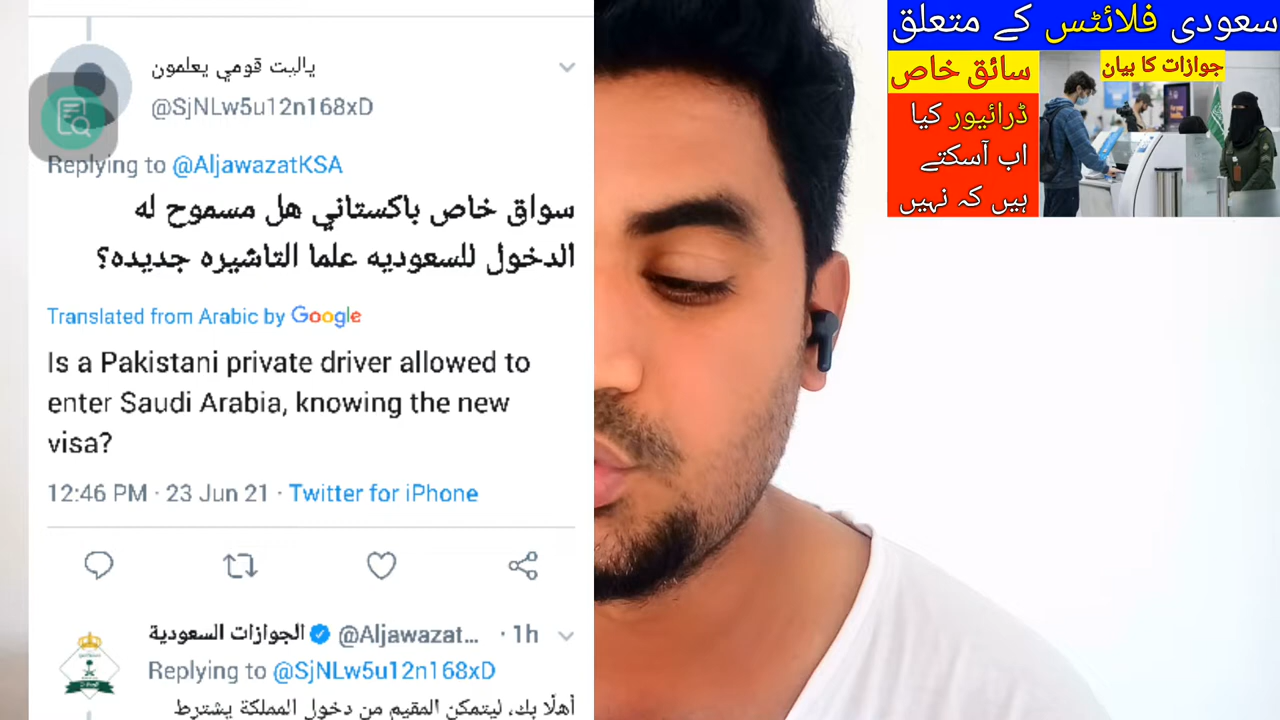 ياليت قومي يعلمون
@SjNLw5u12n168xD
Replying to @AljawazatKSA
سواق خاص باكستاني هل مسموح له
الدخول للسعوديه علما التاشيره جديده؟
Translated from Arabic by Google
Is a Pakistani private driver allowed to
enter Saudi Arabia, knowing the new
visa?
12:46 PM · 23 Jun 21 · Twitter for iPhone
الجوازات السعودية @Aljawazat... · 1h
Replying to @SjNLw5u12n168xD
أهلًا بك، ليتمكن المقيم من دخول المملكة يشترط
سعودی فلائٹس کے متعلق
سائق خاص
جوازات کا بیان
ڈرائیور کیا
اب آسکتے
ہیں کہ نہیں